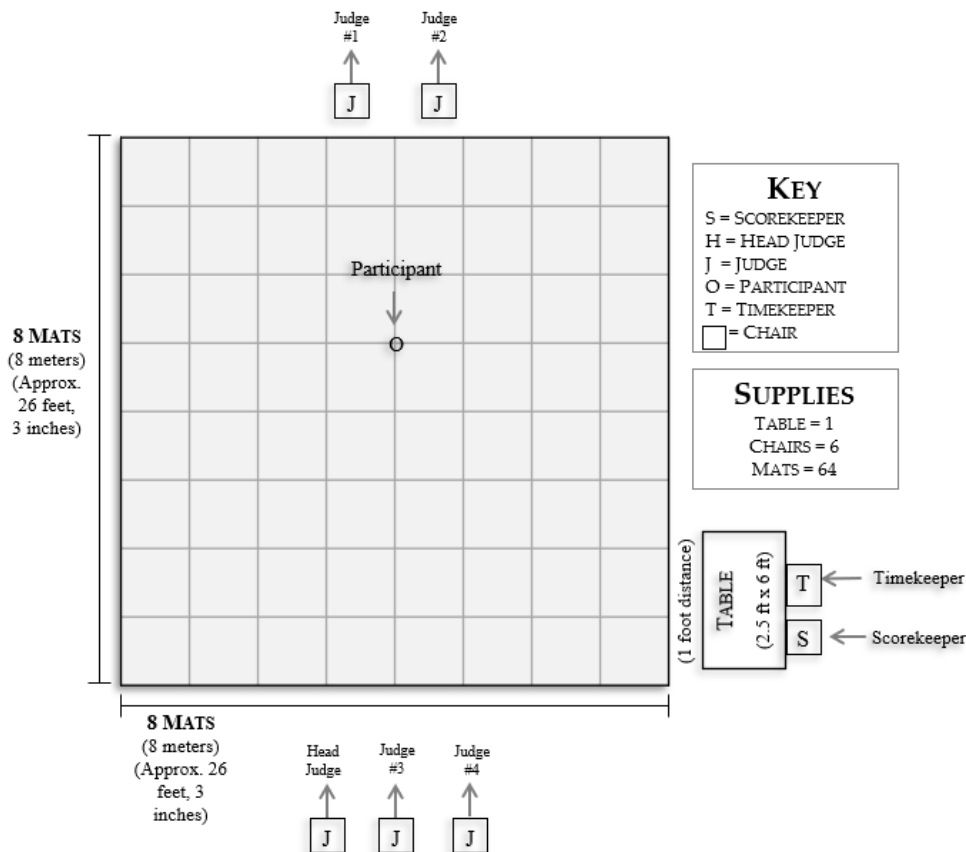 Judge
#1
Judge
#2
J
J
Participant
O
8 MATS
(8 meters)
(Approx.
26 feet,
3 inches)
KEY
S = SCOREKEEPER
H = HEAD JUDGE
J = JUDGE
O = PARTICIPANT
T = TIMEKEEPER
= CHAIR
SUPPLIES
TABLE = 1
CHAIRS = 6
MATS = 64
(1 foot distance)
TABLE
(2.5 ft x 6 ft)
T
Timekeeper
S
Scorekeeper
8 MATS
(8 meters)
(Approx. 26
feet, 3
inches)
Head
Judge
Judge
#3
Judge
#4
J
J
J